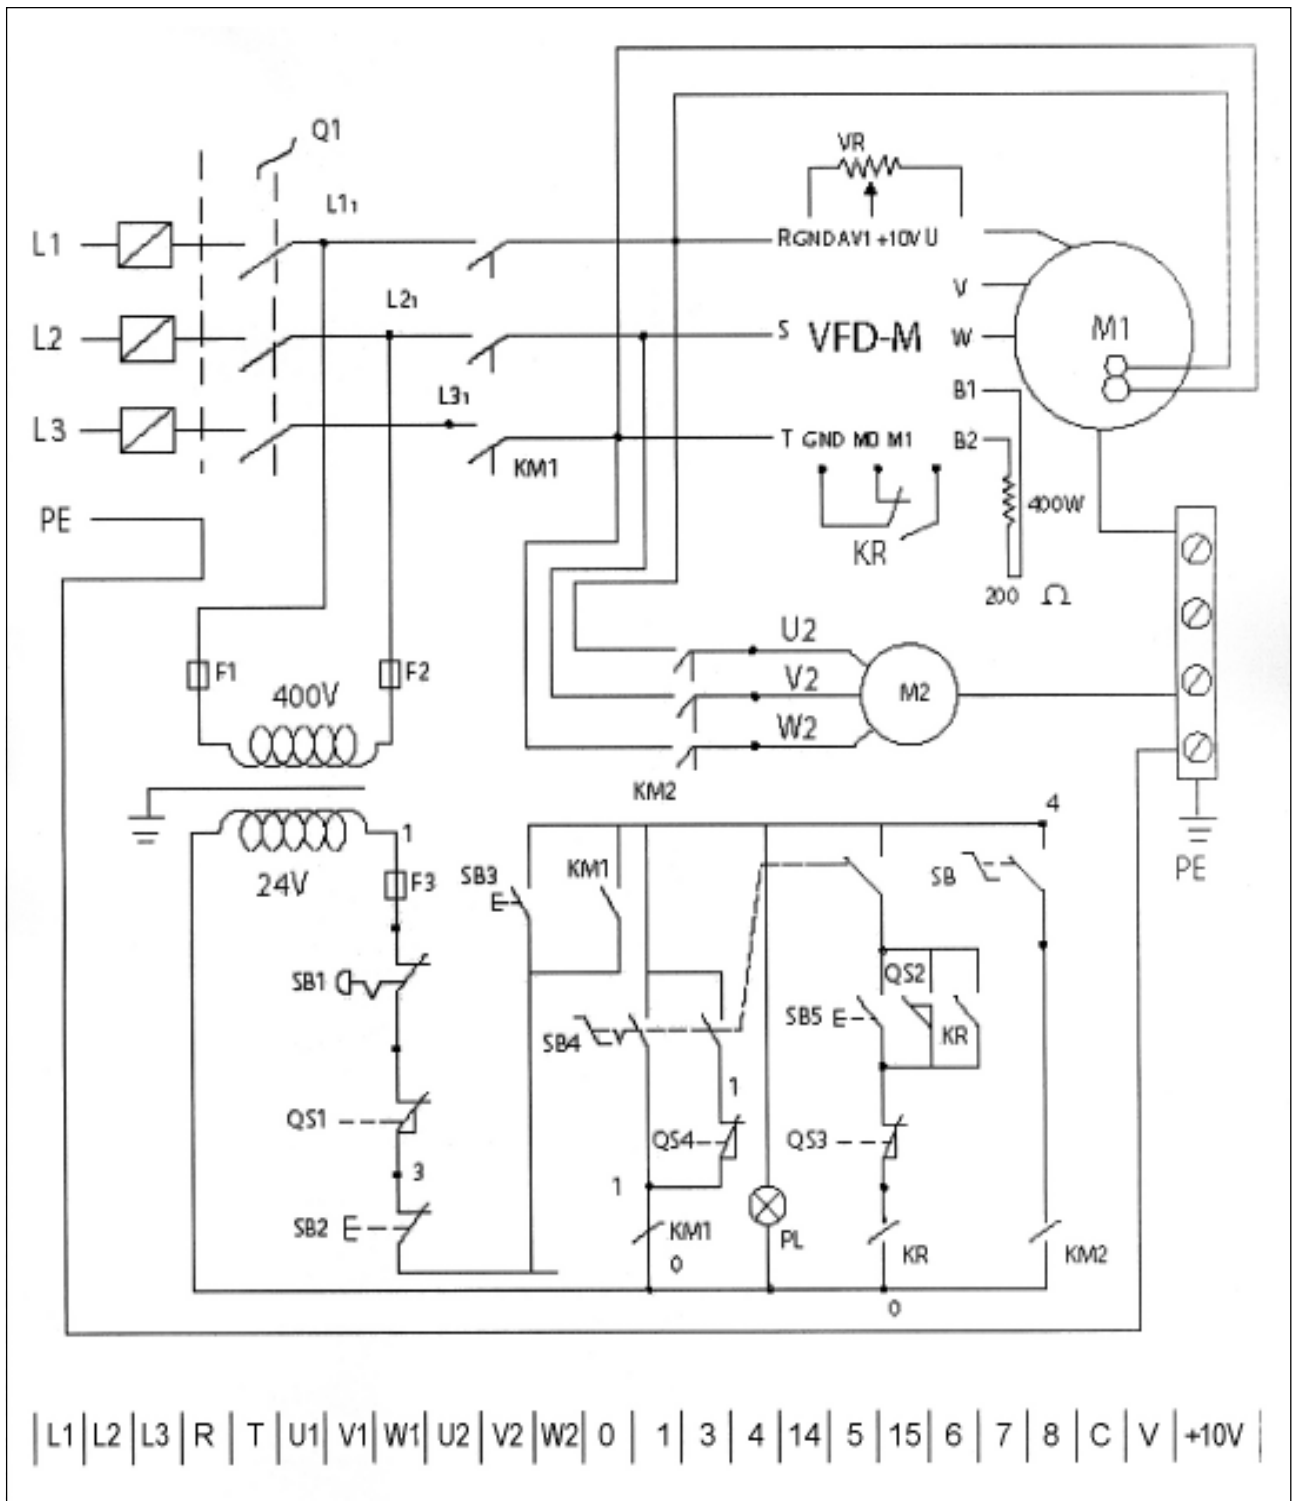 Q1
VR
L1₁
L1
RGND AV1 +10V U
V
L2₁
M1
L2
S
VFD-M
W
L3₁
B1
L3
T GND M0 M1
B2
KM1
400W
PE
KR
200 Ω
U2
F1
F2
V2
M2
400V
W2
KM2
4
1
24V
F3
SB3
KM1
SB
PE
SB1
QS2
SB4
SB5
KR
1
QS1
QS4
QS3
3
1
SB2
KM1
PL
KR
KM2
0
0
L1 L2 L3 R T U1 V1 W1 U2 V2 W2 0 1 3 4 14 5 15 6 7 8 C V +10V